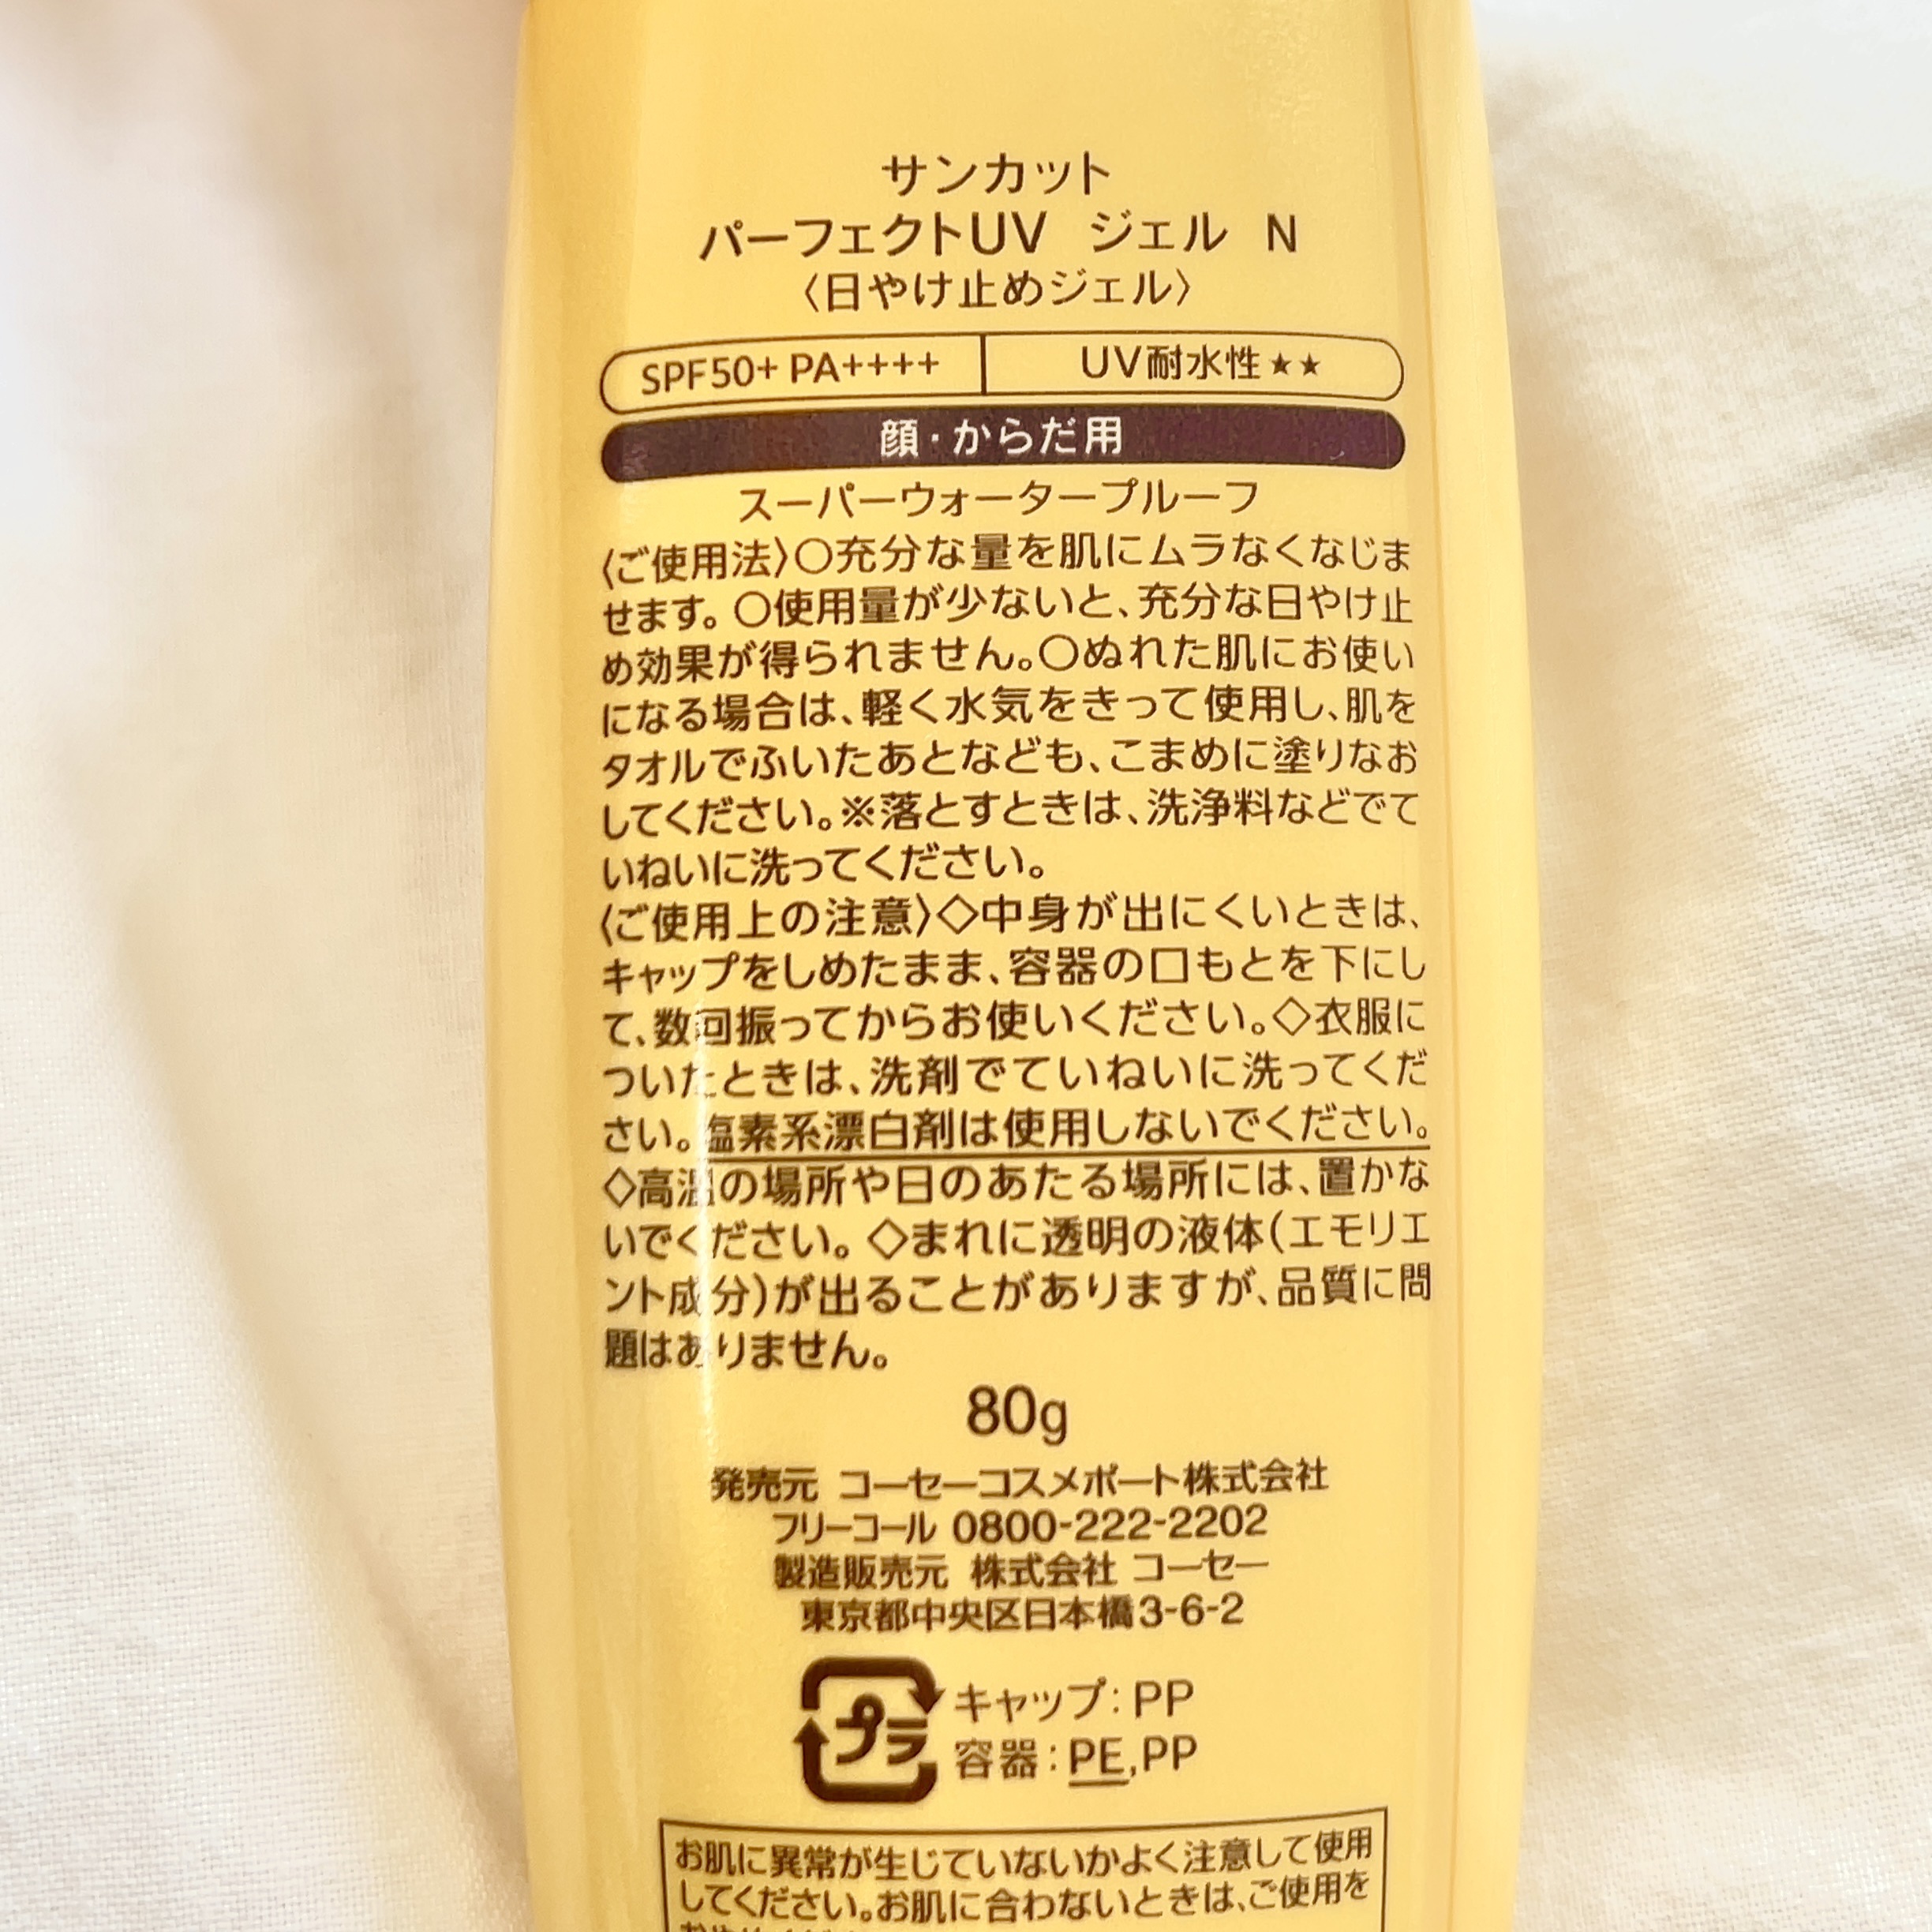 サンカット
パーフェクトUV ジェル N
〈日やけ止めジェル〉
SPF50+ PA++++ UV耐水性★★
顔・からだ用
スーパーウォータープルーフ
〈ご使用法〉○充分な量を肌にムラなくなじま
せます。○使用量が少ないと、充分な日やけ止
め効果が得られません。○ぬれた肌にお使い
になる場合は、軽く水気をきって使用し、肌を
タオルでふいたあとなども、こまめに塗りなお
してください。※落とすときは、洗浄料などでて
いねいに洗ってください。
〈ご使用上の注意〉◇中身が出にくいときは、
キャップをしめたまま、容器の口もとを下にし
て、数回振ってからお使いください。◇衣服に
ついたときは、洗剤でていねいに洗ってくだ
さい。塩素系漂白剤は使用しないでください。
◇高温の場所や日のあたる場所には、置かな
いでください。◇まれに透明の液体(エモリエ
ント成分)が出ることがありますが、品質に問
題はありません。
80g
発売元 コーセーコスメポート株式会社
フリーコール 0800-222-2202
製造販売元 株式会社 コーセー
東京都中央区日本橋3-6-2
プラ キャップ:PP
容器:PE,PP
お肌に異常が生じていないかよく注意して使用
してください。お肌に合わないときは、ご使用を